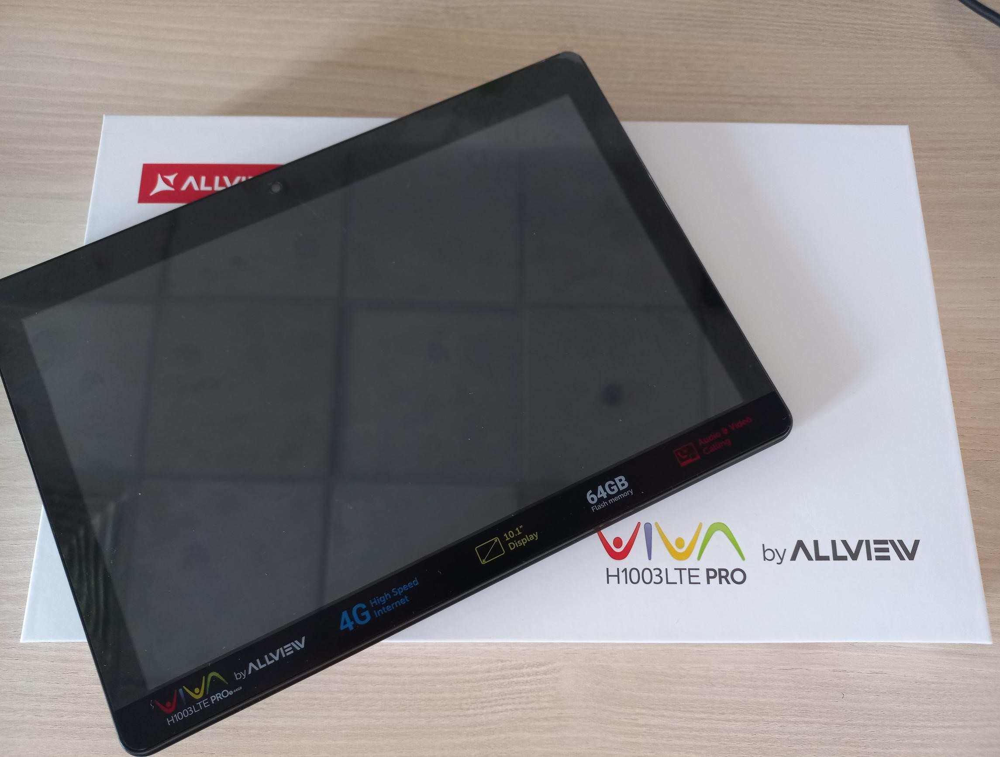 ALLVI
VIVA by ALLVIEW
H1003LTE PRO
VIVA by ALLVIEW
H1003LTE PRO
4G High Speed
Internet
10.1"
Display
64GB
Flash memory
Audio & Video
Calling